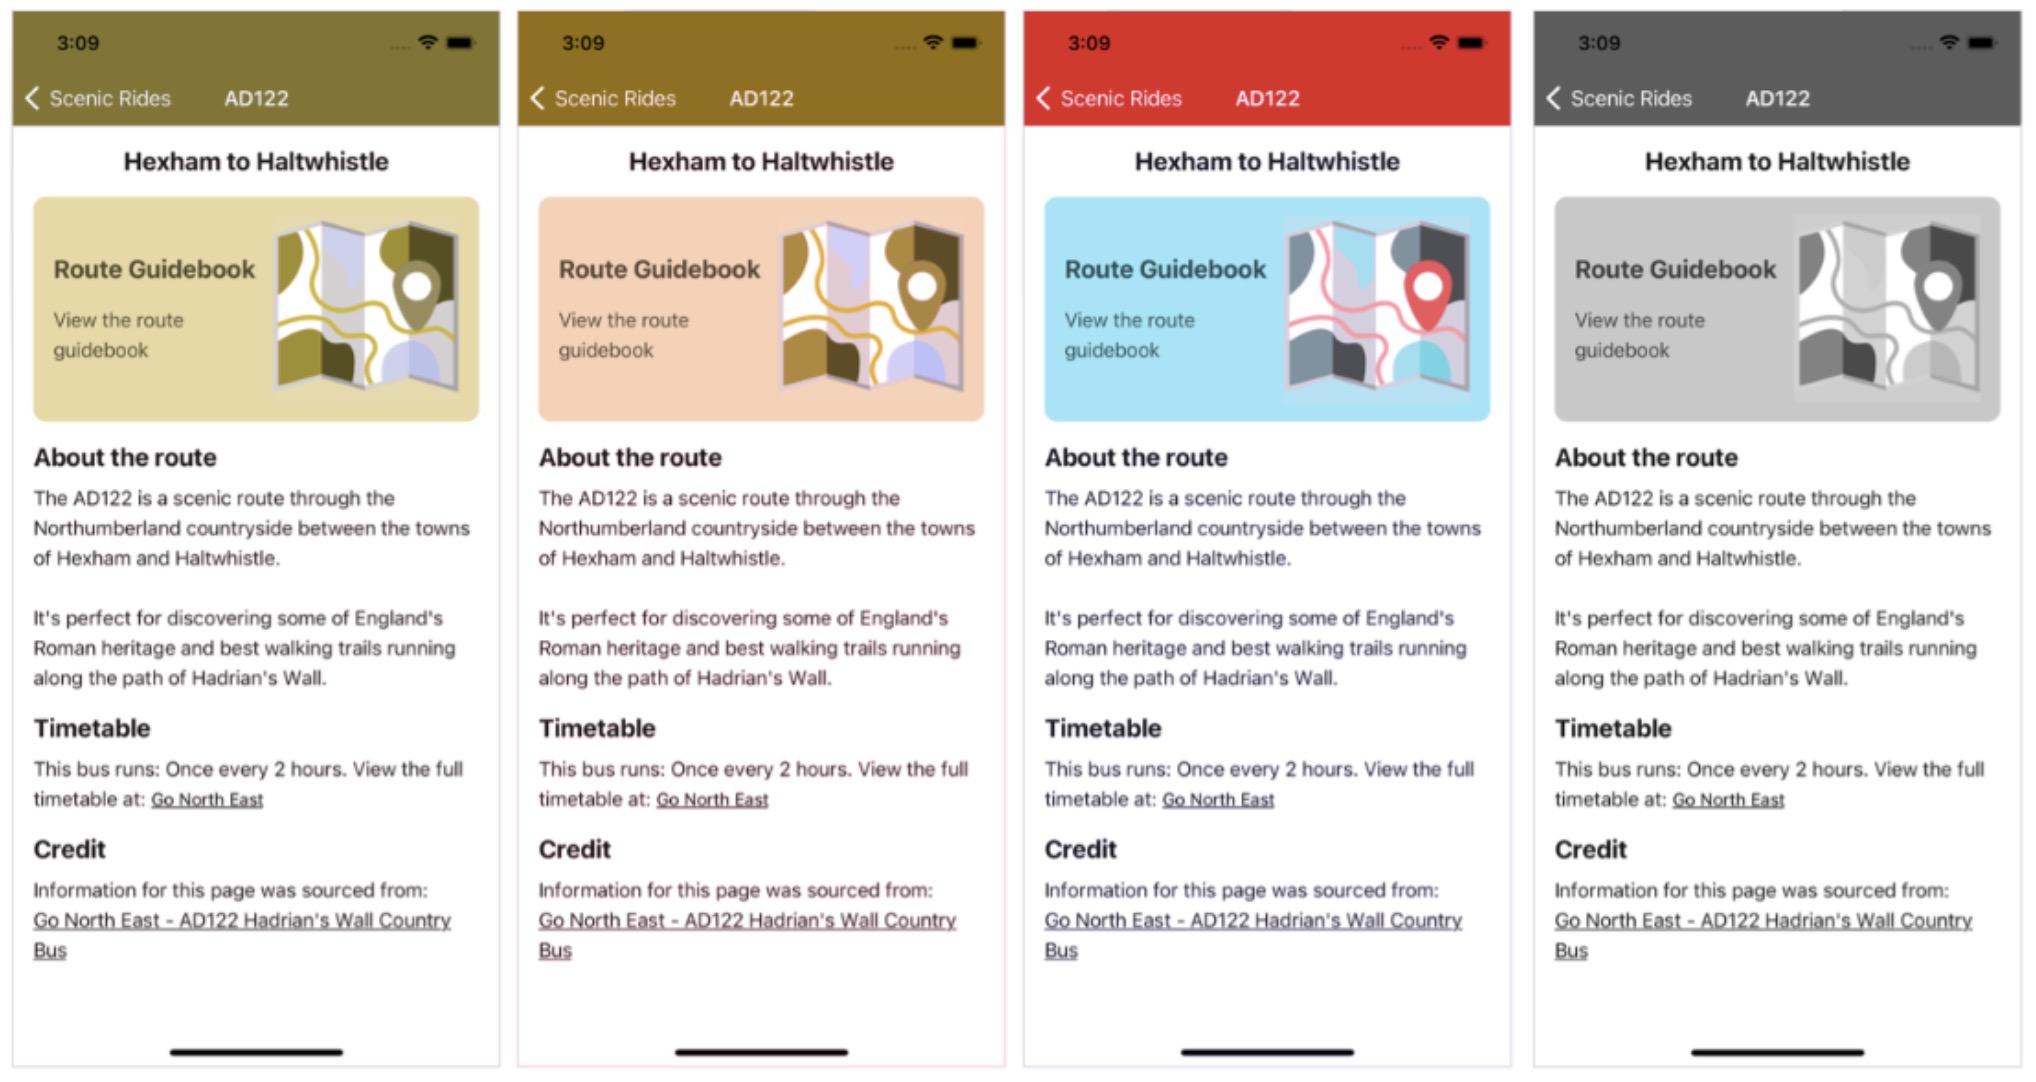 3:09
Scenic Rides AD122
Hexham to Haltwhistle
Route Guidebook
View the route
guidebook
About the route
The AD122 is a scenic route through the
Northumberland countryside between the towns
of Hexham and Haltwhistle.
It's perfect for discovering some of England's
Roman heritage and best walking trails running
along the path of Hadrian's Wall.
Timetable
This bus runs: Once every 2 hours. View the full
timetable at: Go North East
Credit
Information for this page was sourced from:
Go North East - AD122 Hadrian's Wall Country
Bus
3:09
Scenic Rides AD122
Hexham to Haltwhistle
Route Guidebook
View the route
guidebook
About the route
The AD122 is a scenic route through the
Northumberland countryside between the towns
of Hexham and Haltwhistle.
It's perfect for discovering some of England's
Roman heritage and best walking trails running
along the path of Hadrian's Wall.
Timetable
This bus runs: Once every 2 hours. View the full
timetable at: Go North East
Credit
Information for this page was sourced from:
Go North East - AD122 Hadrian's Wall Country
Bus
3:09
Scenic Rides AD122
Hexham to Haltwhistle
Route Guidebook
View the route
guidebook
About the route
The AD122 is a scenic route through the
Northumberland countryside between the towns
of Hexham and Haltwhistle.
It's perfect for discovering some of England's
Roman heritage and best walking trails running
along the path of Hadrian's Wall.
Timetable
This bus runs: Once every 2 hours. View the full
timetable at: Go North East
Credit
Information for this page was sourced from:
Go North East - AD122 Hadrian's Wall Country
Bus
3:09
Scenic Rides AD122
Hexham to Haltwhistle
Route Guidebook
View the route
guidebook
About the route
The AD122 is a scenic route through the
Northumberland countryside between the towns
of Hexham and Haltwhistle.
It's perfect for discovering some of England's
Roman heritage and best walking trails running
along the path of Hadrian's Wall.
Timetable
This bus runs: Once every 2 hours. View the full
timetable at: Go North East
Credit
Information for this page was sourced from:
Go North East - AD122 Hadrian's Wall Country
Bus